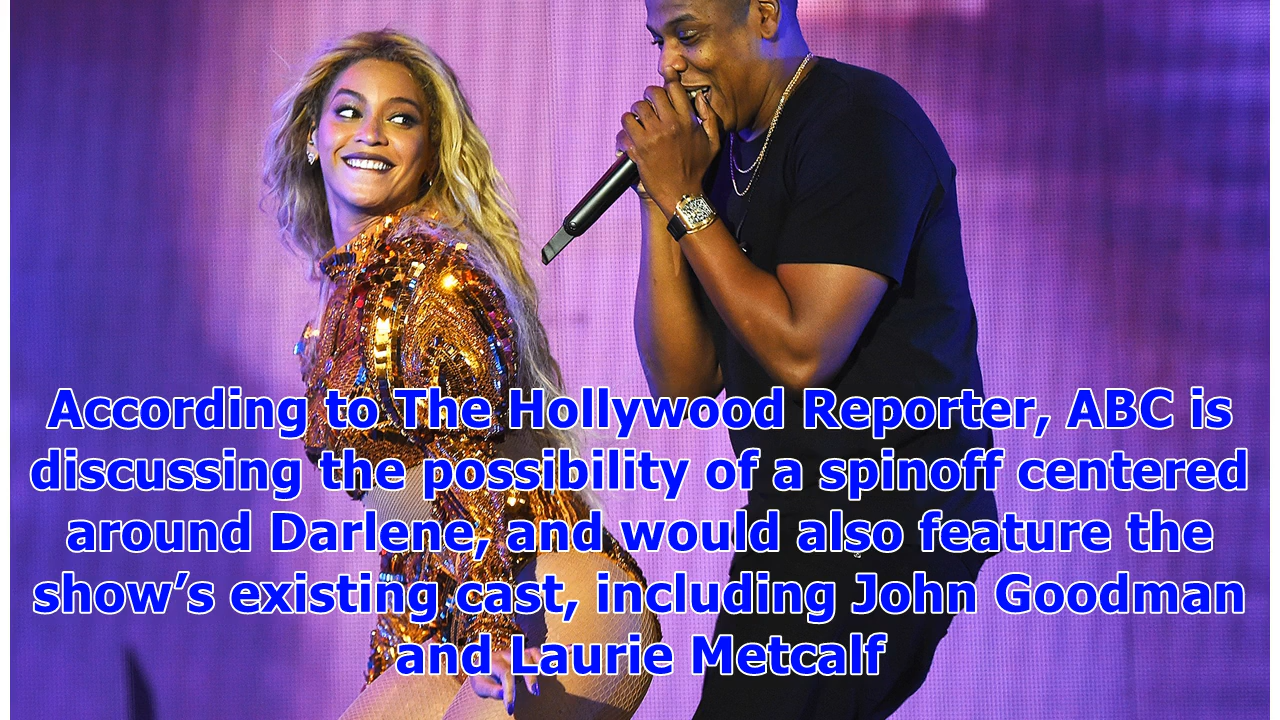 According to The Hollywood Reporter, ABC is
discussing the possibility of a spinoff centered
around Darlene, and would also feature the
show’s existing cast, including John Goodman
and Laurie Metcalf